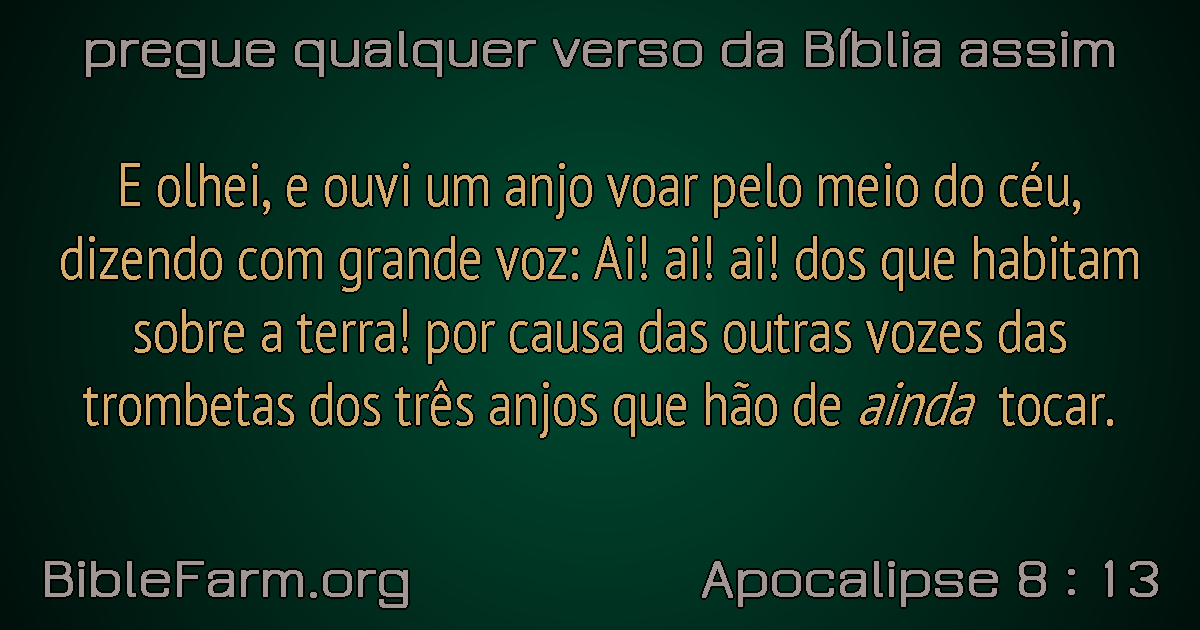 pregue qualquer verso da Bíblia assim
E olhei, e ouvi um anjo voar pelo meio do céu,
dizendo com grande voz: Ai! ai! ai! dos que habitam
sobre a terra! por causa das outras vozes das
trombetas dos três anjos que hão de ainda tocar.
BibleFarm.org
Apocalipse 8 : 13